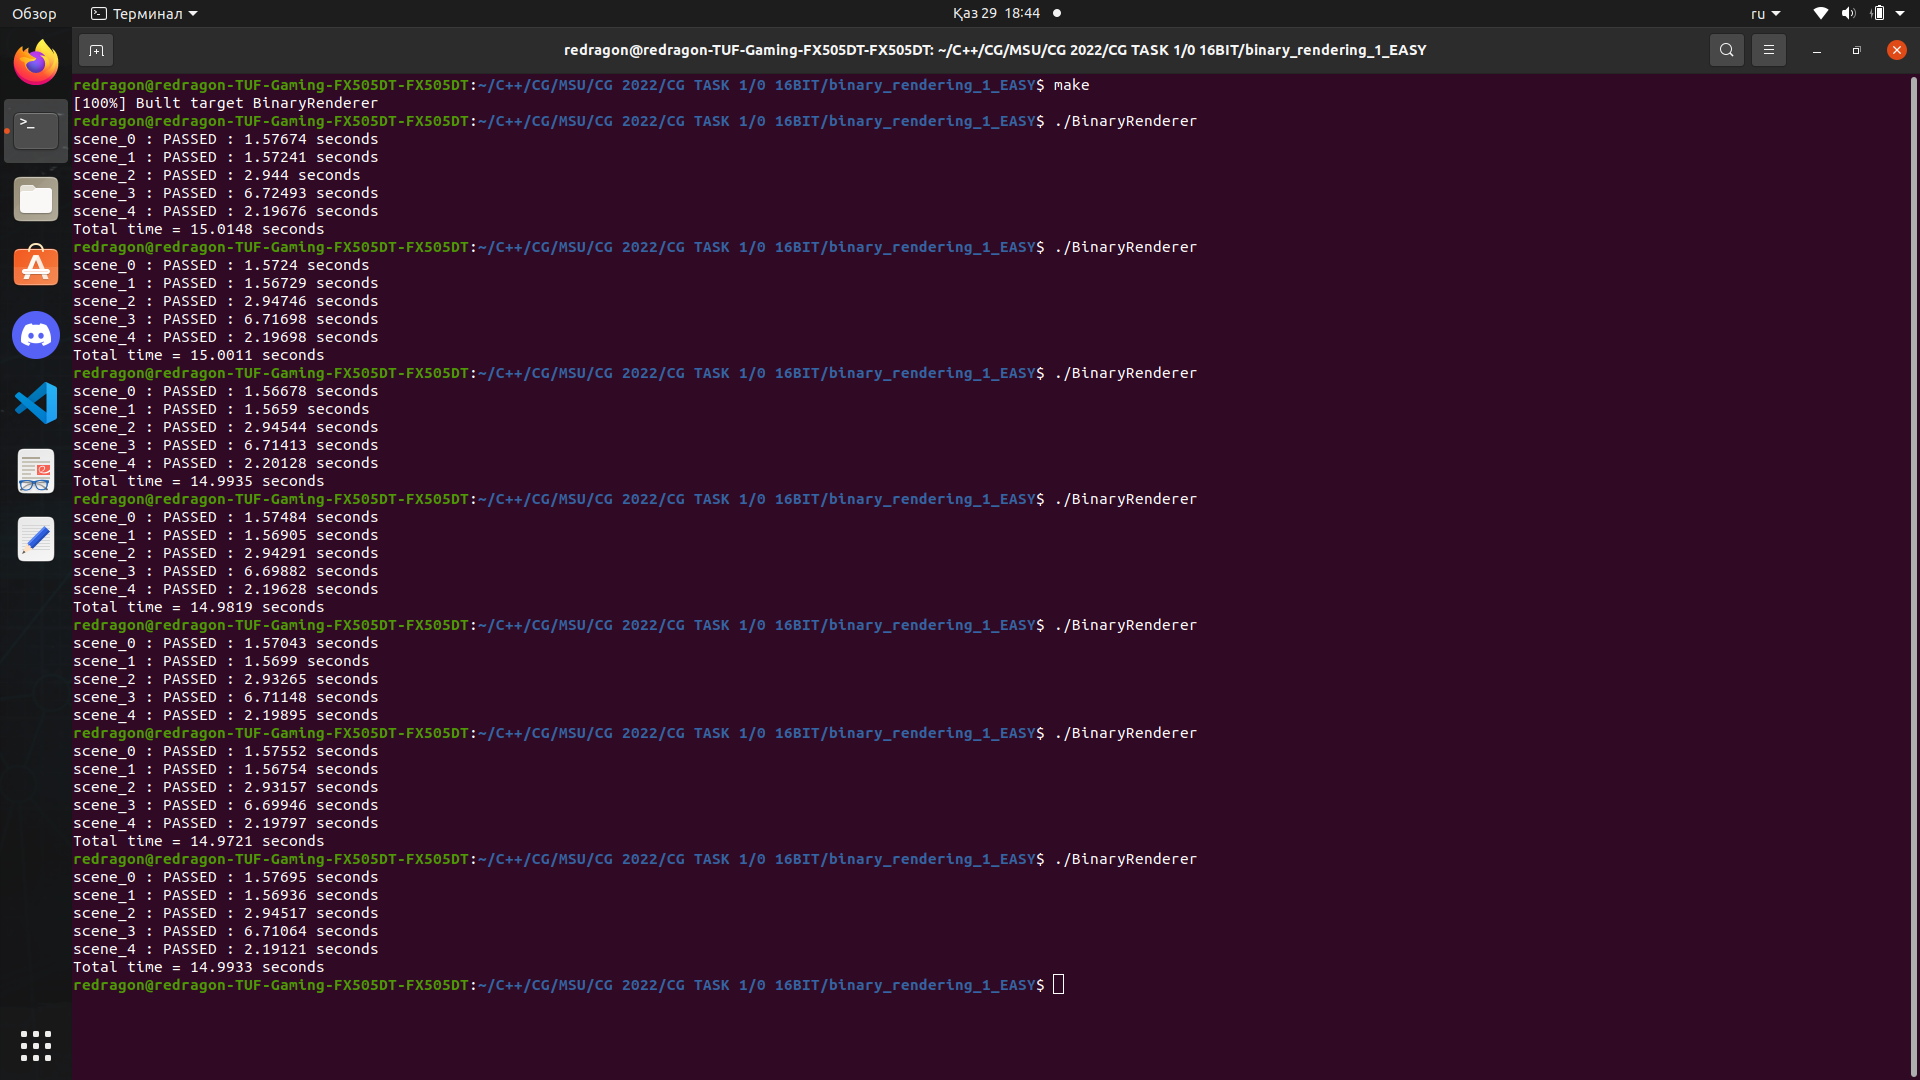 Обзор
Терминал
Қаз 29 18:44
ru
redragon@redragon-TUF-Gaming-FX505DT-FX505DT: ~/C++/CG/MSU/CG 2022/CG TASK 1/0 16BIT/binary_rendering_1_EASY
redragon@redragon-TUF-Gaming-FX505DT-FX505DT:~/C++/CG/MSU/CG 2022/CG TASK 1/0 16BIT/binary_rendering_1_EASY$ make
[100%] Built target BinaryRenderer
redragon@redragon-TUF-Gaming-FX505DT-FX505DT:~/C++/CG/MSU/CG 2022/CG TASK 1/0 16BIT/binary_rendering_1_EASY$ ./BinaryRenderer
scene_0 : PASSED : 1.57674 seconds
scene_1 : PASSED : 1.57241 seconds
scene_2 : PASSED : 2.944 seconds
scene_3 : PASSED : 6.72493 seconds
scene_4 : PASSED : 2.19676 seconds
Total time = 15.0148 seconds
redragon@redragon-TUF-Gaming-FX505DT-FX505DT:~/C++/CG/MSU/CG 2022/CG TASK 1/0 16BIT/binary_rendering_1_EASY$ ./BinaryRenderer
scene_0 : PASSED : 1.5724 seconds
scene_1 : PASSED : 1.56729 seconds
scene_2 : PASSED : 2.94746 seconds
scene_3 : PASSED : 6.71698 seconds
scene_4 : PASSED : 2.19698 seconds
Total time = 15.0011 seconds
redragon@redragon-TUF-Gaming-FX505DT-FX505DT:~/C++/CG/MSU/CG 2022/CG TASK 1/0 16BIT/binary_rendering_1_EASY$ ./BinaryRenderer
scene_0 : PASSED : 1.56678 seconds
scene_1 : PASSED : 1.5659 seconds
scene_2 : PASSED : 2.94544 seconds
scene_3 : PASSED : 6.71413 seconds
scene_4 : PASSED : 2.20128 seconds
Total time = 14.9935 seconds
redragon@redragon-TUF-Gaming-FX505DT-FX505DT:~/C++/CG/MSU/CG 2022/CG TASK 1/0 16BIT/binary_rendering_1_EASY$ ./BinaryRenderer
scene_0 : PASSED : 1.57484 seconds
scene_1 : PASSED : 1.56905 seconds
scene_2 : PASSED : 2.94291 seconds
scene_3 : PASSED : 6.69882 seconds
scene_4 : PASSED : 2.19628 seconds
Total time = 14.9819 seconds
redragon@redragon-TUF-Gaming-FX505DT-FX505DT:~/C++/CG/MSU/CG 2022/CG TASK 1/0 16BIT/binary_rendering_1_EASY$ ./BinaryRenderer
scene_0 : PASSED : 1.57043 seconds
scene_1 : PASSED : 1.5699 seconds
scene_2 : PASSED : 2.93265 seconds
scene_3 : PASSED : 6.71148 seconds
scene_4 : PASSED : 2.19895 seconds
redragon@redragon-TUF-Gaming-FX505DT-FX505DT:~/C++/CG/MSU/CG 2022/CG TASK 1/0 16BIT/binary_rendering_1_EASY$ ./BinaryRenderer
scene_0 : PASSED : 1.57552 seconds
scene_1 : PASSED : 1.56754 seconds
scene_2 : PASSED : 2.93157 seconds
scene_3 : PASSED : 6.69946 seconds
scene_4 : PASSED : 2.19797 seconds
Total time = 14.9721 seconds
redragon@redragon-TUF-Gaming-FX505DT-FX505DT:~/C++/CG/MSU/CG 2022/CG TASK 1/0 16BIT/binary_rendering_1_EASY$ ./BinaryRenderer
scene_0 : PASSED : 1.57695 seconds
scene_1 : PASSED : 1.56936 seconds
scene_2 : PASSED : 2.94517 seconds
scene_3 : PASSED : 6.71064 seconds
scene_4 : PASSED : 2.19121 seconds
Total time = 14.9933 seconds
redragon@redragon-TUF-Gaming-FX505DT-FX505DT:~/C++/CG/MSU/CG 2022/CG TASK 1/0 16BIT/binary_rendering_1_EASY$